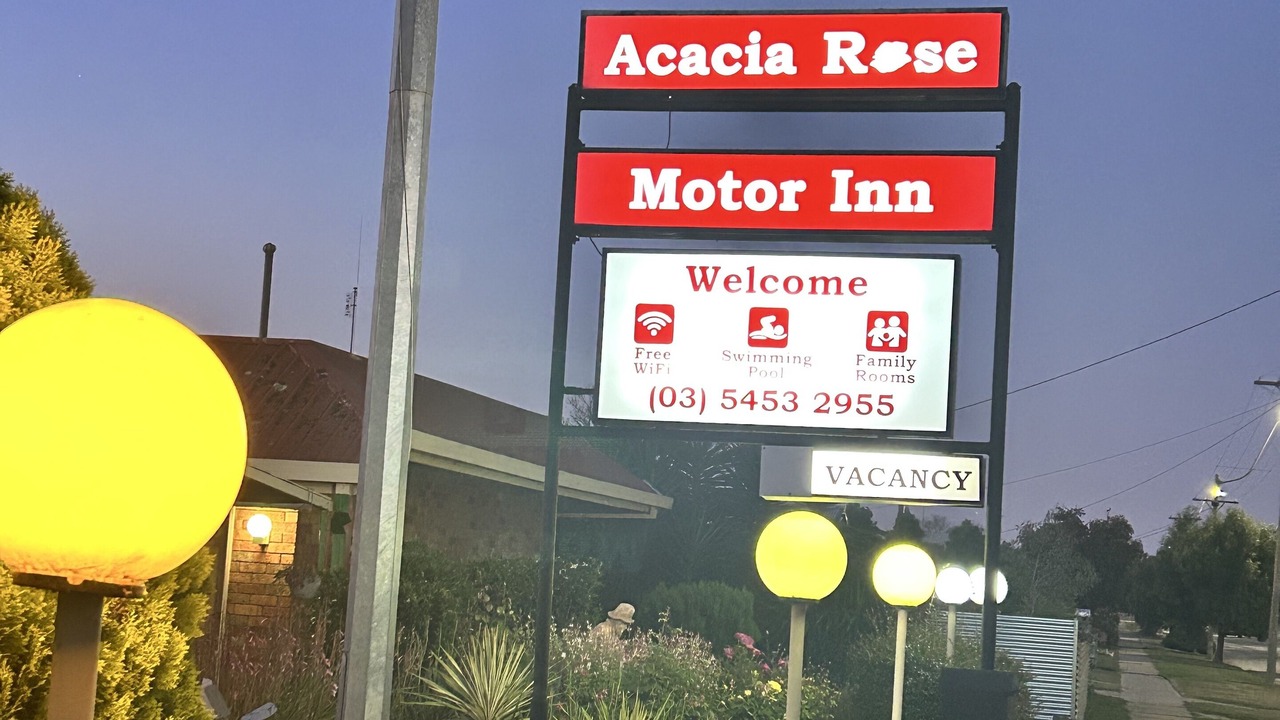 Acacia Rose
Motor Inn
Welcome
Free Swimming Family
WiFi Pool Rooms
(03) 5453 2955
VACANCY